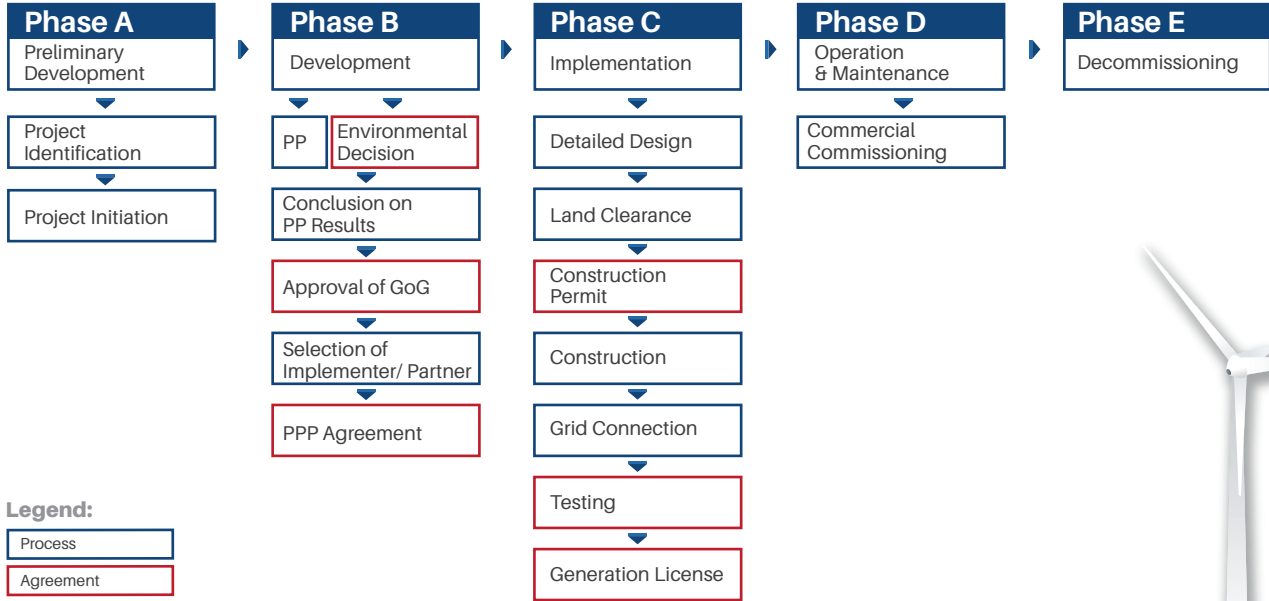 Phase A
Preliminary
Development
Project
Identification
Project Initiation
Phase B
Development
PP
Environmental
Decision
Conclusion on
PP Results
Approval of GoG
Selection of
Implementer/ Partner
PPP Agreement
Phase C
Implementation
Detailed Design
Land Clearance
Construction
Permit
Construction
Grid Connection
Testing
Generation License
Phase D
Operation
& Maintenance
Commercial
Commissioning
Phase E
Decommissioning
Legend:
Process
Agreement